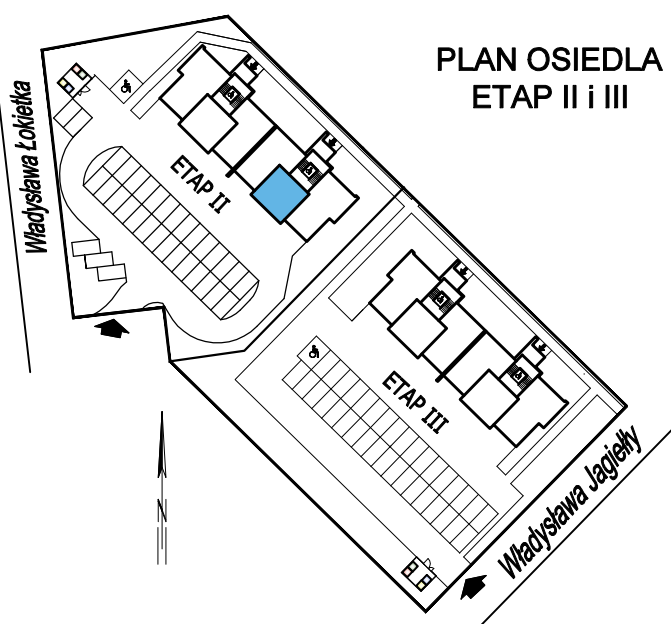 PLAN OSIEDLA
ETAP II i III
Władysława Łokietka
ETAP II
ETAP III
Władysława Jagiełły
N